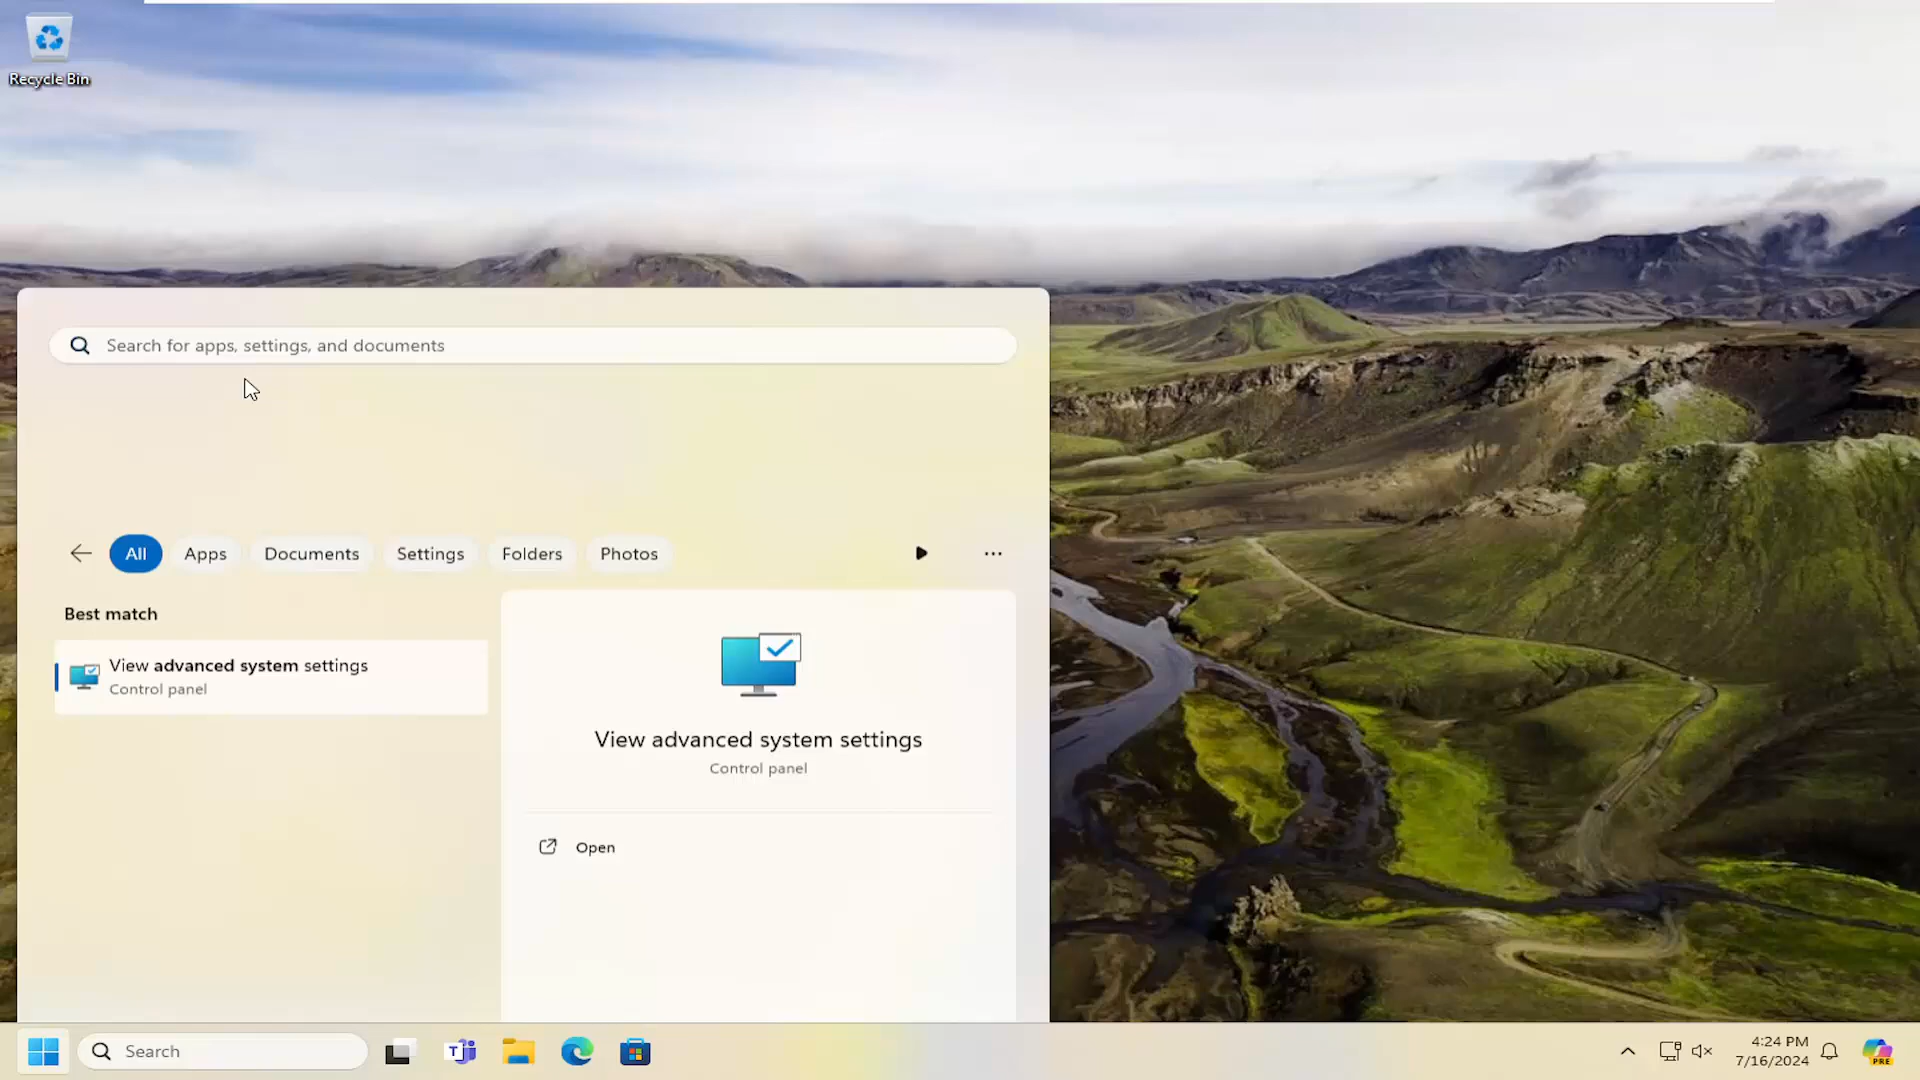 Recycle Bin
Search for apps, settings, and documents
All
Apps
Documents
Settings
Folders
Photos
Best match
View advanced system settings
Control panel
View advanced system settings
Control panel
Open
Search
T
PRE
4:24 PM
7/16/2024